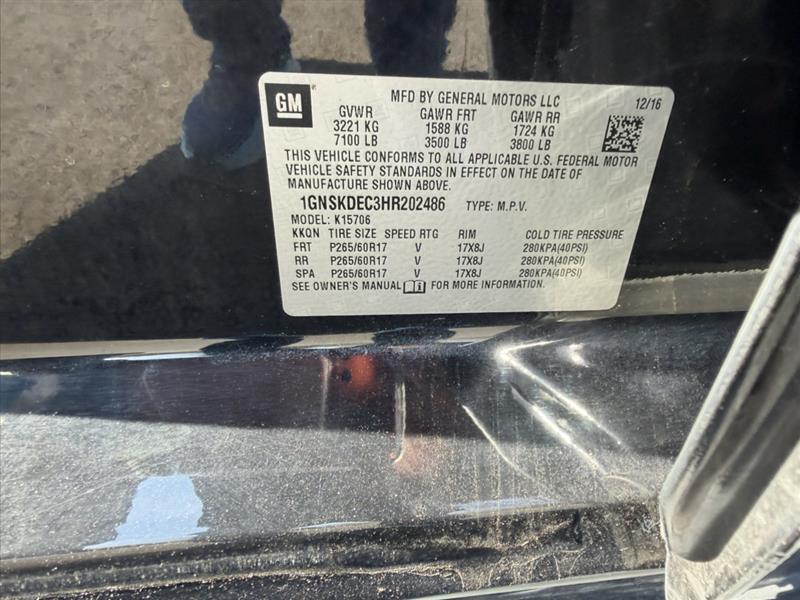 GM
MFD BY GENERAL MOTORS LLC 12/16
GVWR GAWR FRT GAWR RR
3221 KG 1588 KG 1724 KG
7100 LB 3500 LB 3800 LB
THIS VEHICLE CONFORMS TO ALL APPLICABLE U.S. FEDERAL MOTOR
VEHICLE SAFETY STANDARDS IN EFFECT ON THE DATE OF
MANUFACTURE SHOWN ABOVE.
1GNSKDEC3HR202486 TYPE: M.P.V.
MODEL: K15706
KKQN TIRE SIZE SPEED RTG RIM COLD TIRE PRESSURE
FRT P265/60R17 V 17X8J 280KPA(40PSI)
RR P265/60R17 V 17X8J 280KPA(40PSI)
SPA P265/60R17 V 17X8J 280KPA(40PSI)
SEE OWNER'S MANUAL FOR MORE INFORMATION.